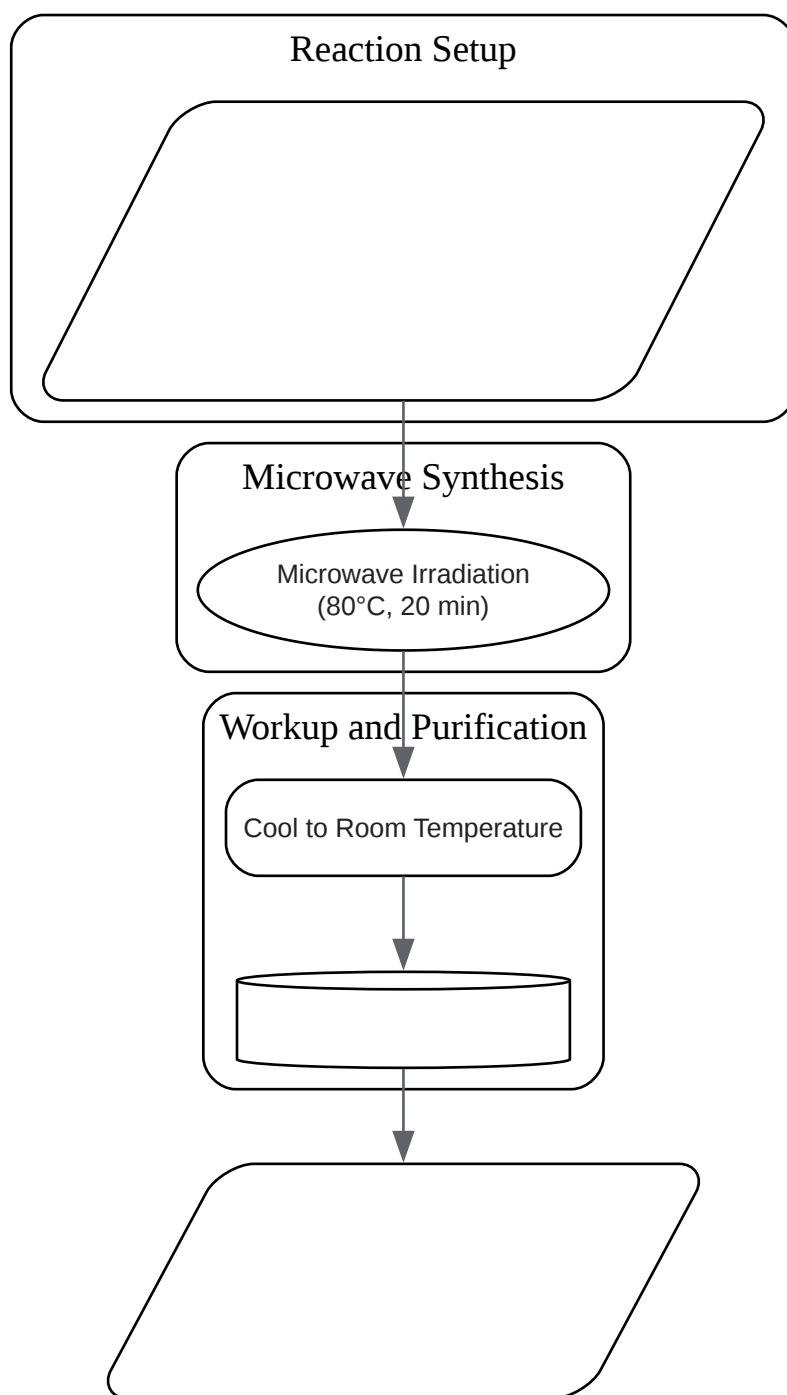 Reaction Setup
Microwave Synthesis
Microwave Irradiation
(80°C, 20 min)
Workup and Purification
Cool to Room Temperature